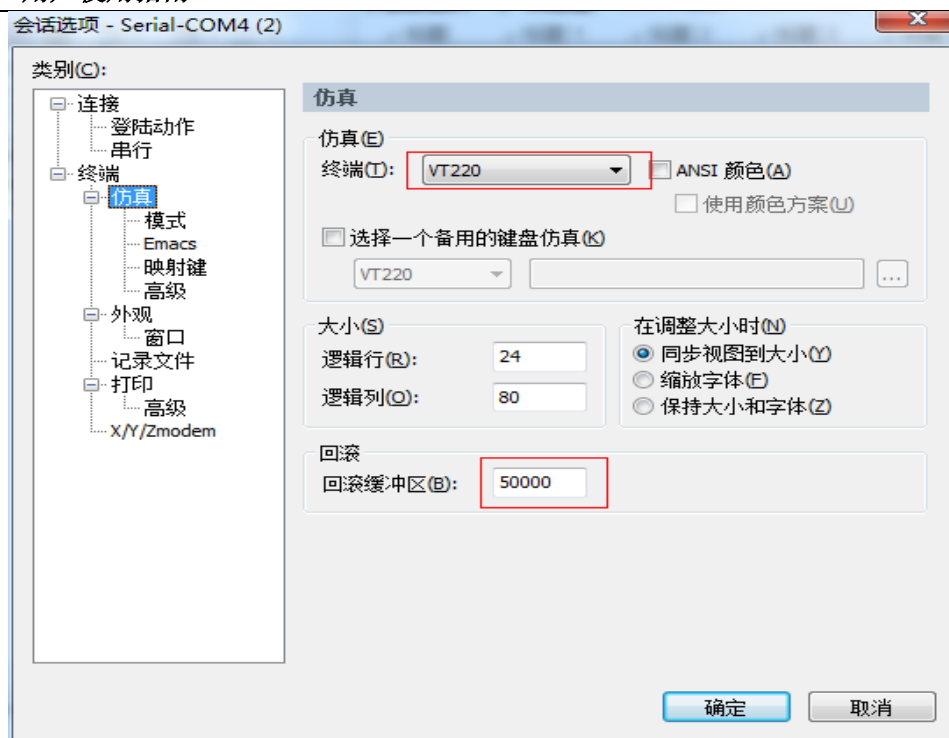 会话选项 - Serial-COM4 (2)
类别(C):
连接
登陆动作
串行
终端
仿真
模式
Emacs
映射键
高级
外观
窗口
记录文件
打印
高级
X/Y/Zmodem
仿真
仿真(E)
终端(T): VT220 ANSI 颜色(A)
使用颜色方案(U)
选择一个备用的键盘仿真(K)
VT220 ...
大小(S)
逻辑行(R): 24
逻辑列(O): 80
在调整大小时(N)
同步视图到大小(Y)
缩放字体(F)
保持大小和字体(Z)
回滚
回滚缓冲区(B): 50000
确定 取消